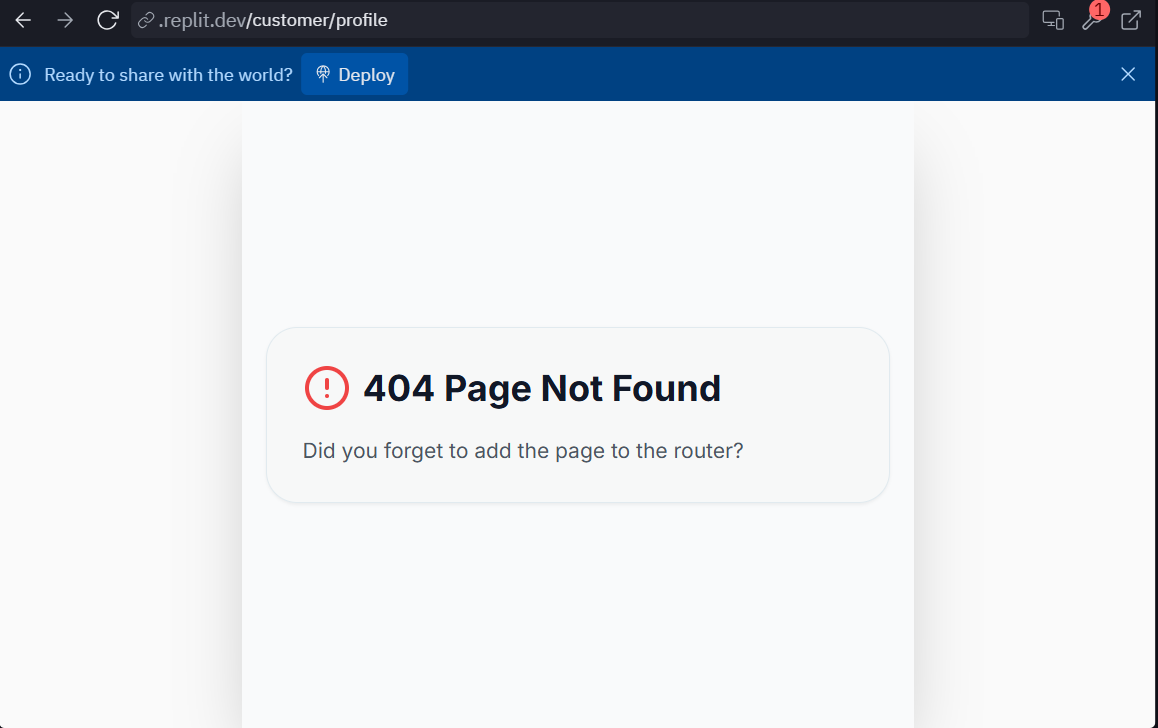 .replit.dev/customer/profile
1
Ready to share with the world? Deploy
404 Page Not Found
Did you forget to add the page to the router?